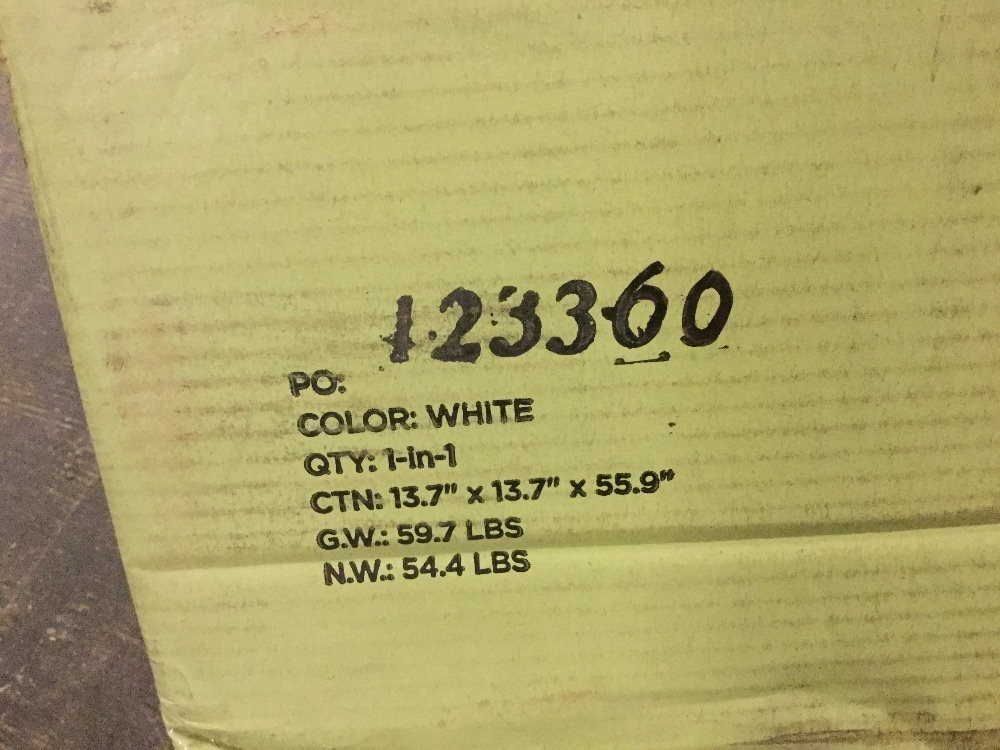 123360
PO:
COLOR: WHITE
QTY: 1-in-1
CTN: 13.7" x 13.7" x 55.9"
G.W.: 59.7 LBS
N.W.: 54.4 LBS